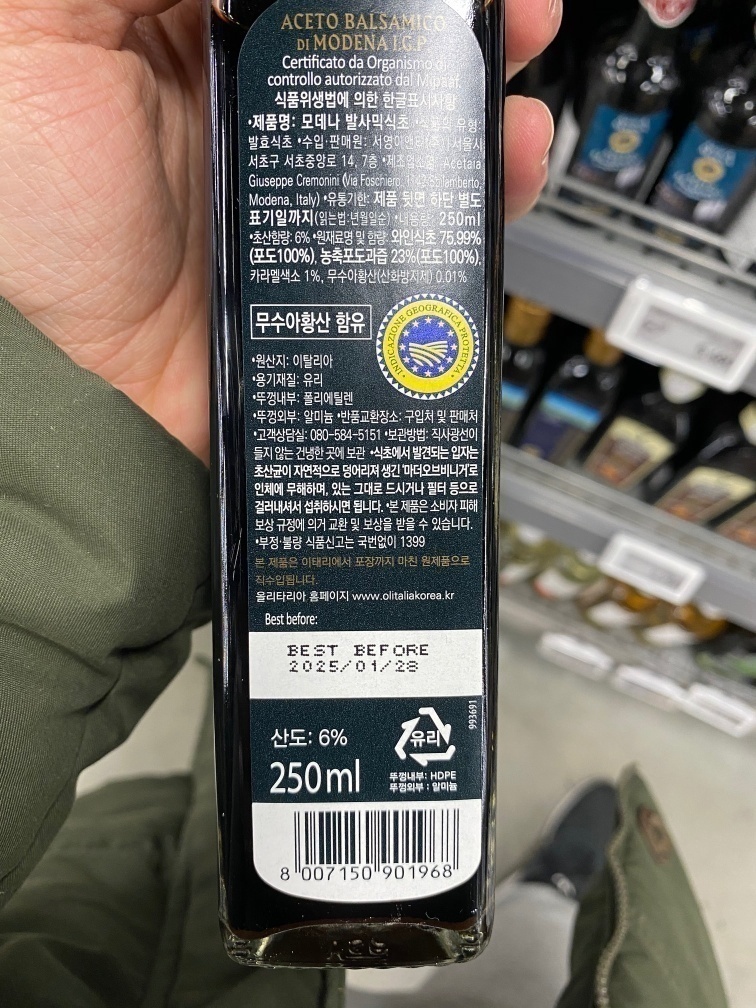 ACETO BALSAMICO
DI MODENA I.G.P.
Certificato da Organismo di
controllo autorizzato dal Mipaaf
식품위생법에 의한 한글표시사항
•제품명: 모데나 발사믹식초 •식품의 유형:
발효식초 •수입·판매원: 서울시
서초구 서초중앙로 14, 7층 Acetaia
Giuseppe Cremonini (Via Foschiero,
Modena, Italy) •유통기한: 제품 뒷면 하단 별도
표기일까지(읽는법:년월일순) •내용량: 250ml
•초산함량: 6% •원재료명 및 함량: 와인식초 75.99%
(포도100%), 농축포도과즙 23%(포도100%),
카라멜색소 1%, 무수아황산(산화방지제) 0.01%
무수아황산 함유
INDICAZIONE GEOGRAFICA PROTETTA
•원산지: 이탈리아
•용기재질: 유리
•뚜껑내부: 폴리에틸렌
•뚜껑외부: 알미늄 •반품교환장소: 구입처 및 판매처
•고객상담실: 080-584-5151 •보관방법: 직사광선이
들지 않는 건냉한 곳에 보관 •식초에서 발견되는 입자는
초산균이 자연적으로 덩어리져 생긴 '마더오브비니거'로
인체에 무해하며, 있는 그대로 드시거나 필터 등으로
걸러내셔서 섭취하시면 됩니다. •본 제품은 소비자 피해
보상 규정에 의거 교환 및 보상을 받을 수 있습니다.
•부정·불량 식품신고는 국번없이 1399
본 제품은 이태리에서 포장까지 마친 원제품으로
직수입됩니다.
올리타리아 홈페이지 www.olitaliakorea.kr
Best before:
BEST BEFORE
2025/01/28
993691
산도: 6%
250ml
유리
뚜껑내부: HDPE
뚜껑외부: 알미늄
8 007150 901968